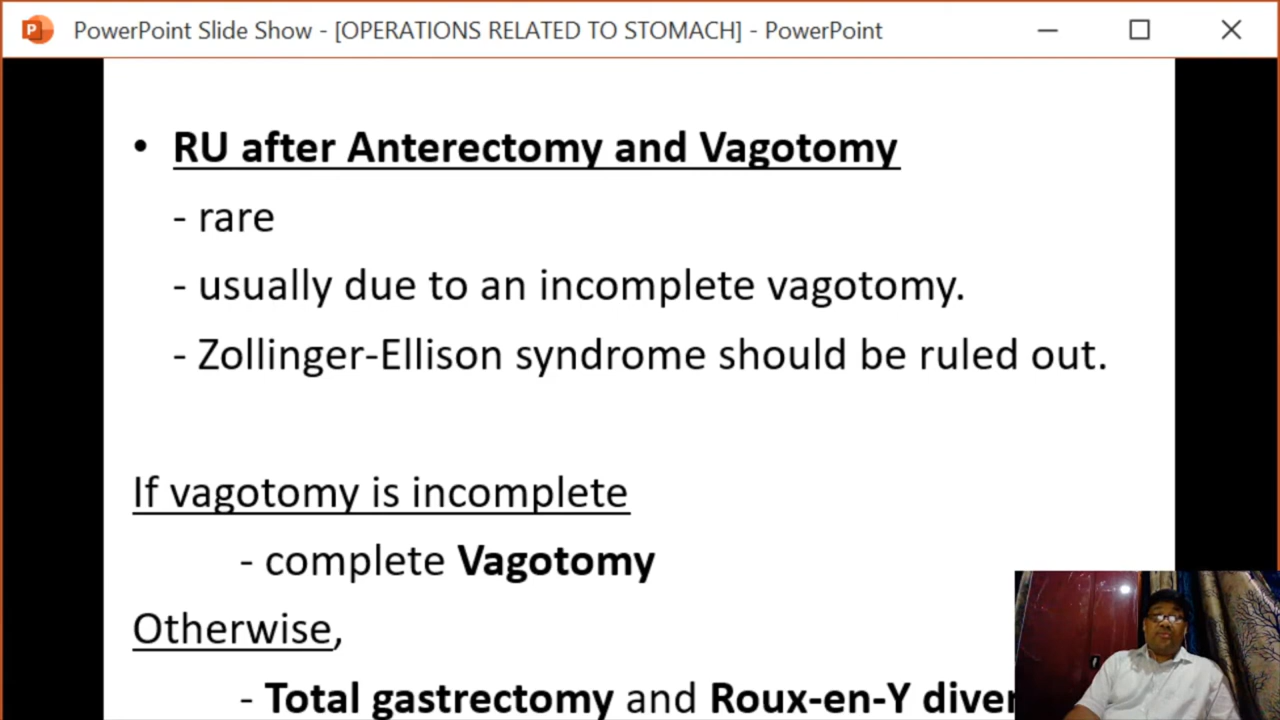 PowerPoint Slide Show - [OPERATIONS RELATED TO STOMACH] - PowerPoint
• RU after Anterectomy and Vagotomy
- rare
- usually due to an incomplete vagotomy.
- Zollinger-Ellison syndrome should be ruled out.
If vagotomy is incomplete
- complete Vagotomy
Otherwise,
- Total gastrectomy and Roux-en-Y